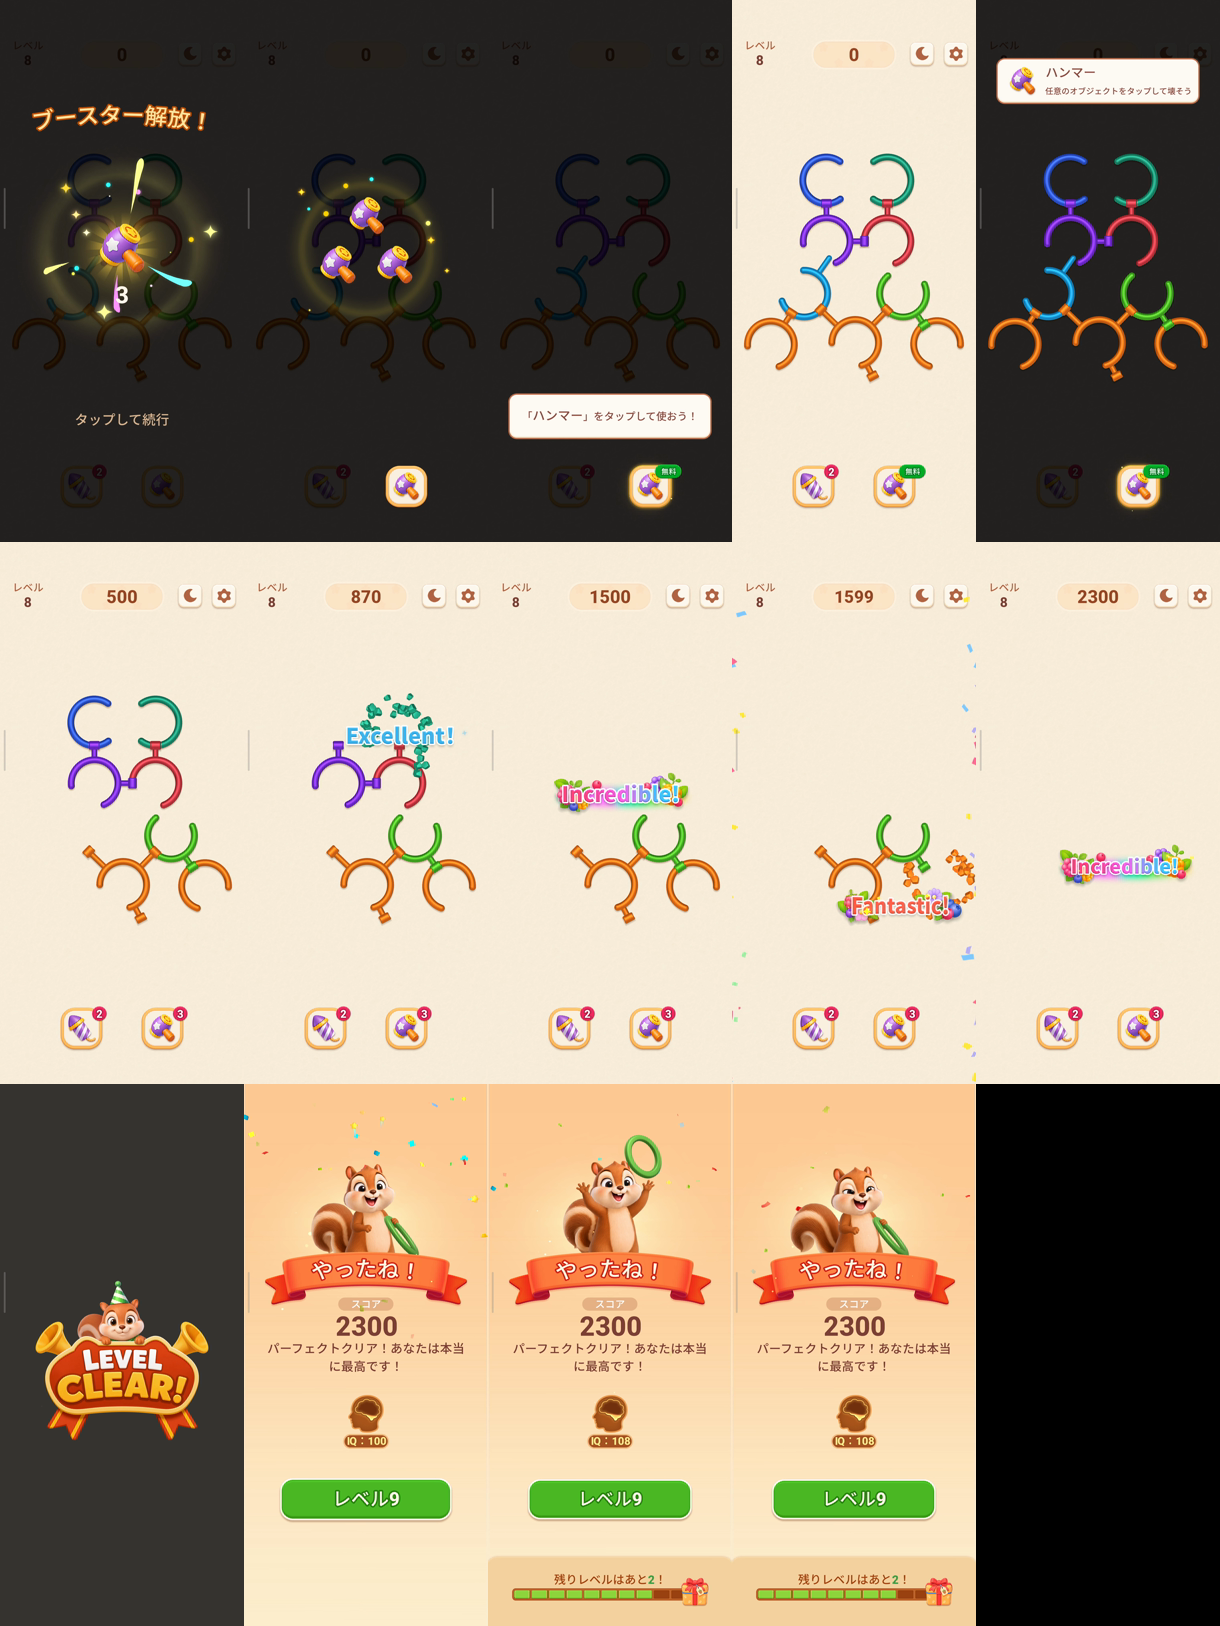 レベル
8
0
ブースター解放！
3
タップして続行
2
レベル
8
0
2
レベル
8
0
「ハンマー」をタップして使おう！
2
無料
レベル
8
0
2
無料
レベル
8
0
ハンマー
任意のオブジェクトをタップして壊そう
2
無料
レベル
8
500
2
3
レベル
8
870
Excellent!
2
3
レベル
8
1500
Incredible!
2
3
レベル
8
1599
Fantastic!
2
3
レベル
8
2300
Incredible!
2
3
LEVEL
CLEAR!
やったね！
スコア
2300
パーフェクトクリア！あなたは本当
に最高です！
IQ：100
レベル9
やったね！
スコア
2300
パーフェクトクリア！あなたは本当
に最高です！
IQ：108
レベル9
残りレベルはあと2！
やったね！
スコア
2300
パーフェクトクリア！あなたは本当
に最高です！
IQ：108
レベル9
残りレベルはあと2！